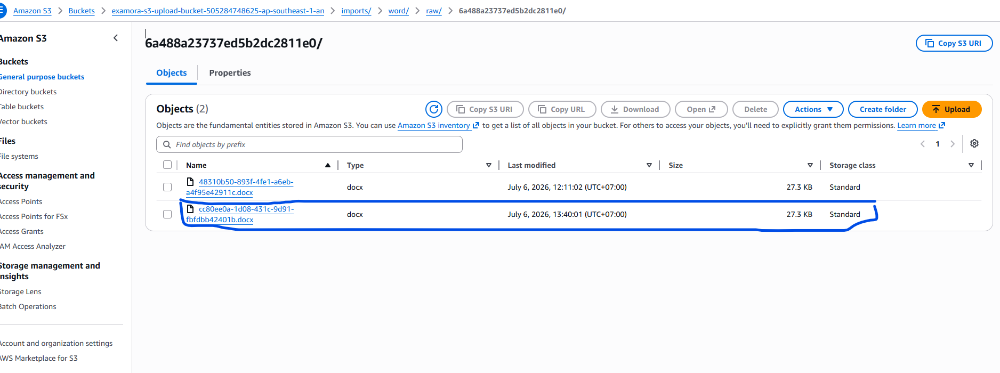 Amazon S3 > Buckets > examora-s3-upload-bucket-505284748625-ap-southeast-1-an > imports/ > word/ > raw/ > 6a488a23737ed5b2dc2811e0/
Amazon S3
Buckets
General purpose buckets
Directory buckets
Table buckets
Vector buckets
Files
File systems
Access management and
security
Access Points
Access Points for FSx
Access Grants
IAM Access Analyzer
Storage management and
insights
Storage Lens
Batch Operations
Account and organization settings
AWS Marketplace for S3
6a488a23737ed5b2dc2811e0/
Copy S3 URI
Objects Properties
Objects (2)
Copy S3 URI Copy URL Download Open Delete Actions Create folder Upload
Objects are the fundamental entities stored in Amazon S3. You can use Amazon S3 inventory to get a list of all objects in your bucket. For others to access your objects, you'll need to explicitly grant them permissions. Learn more
Find objects by prefix
1
Name Type Last modified Size Storage class
48310b50-893f-4fe1-a6eb-
a4f95e42911c.docx docx July 6, 2026, 12:11:02 (UTC+07:00) 27.3 KB Standard
cc80ee0a-1d08-431c-9d91-
fbfdbb42401b.docx docx July 6, 2026, 13:40:01 (UTC+07:00) 27.3 KB Standard